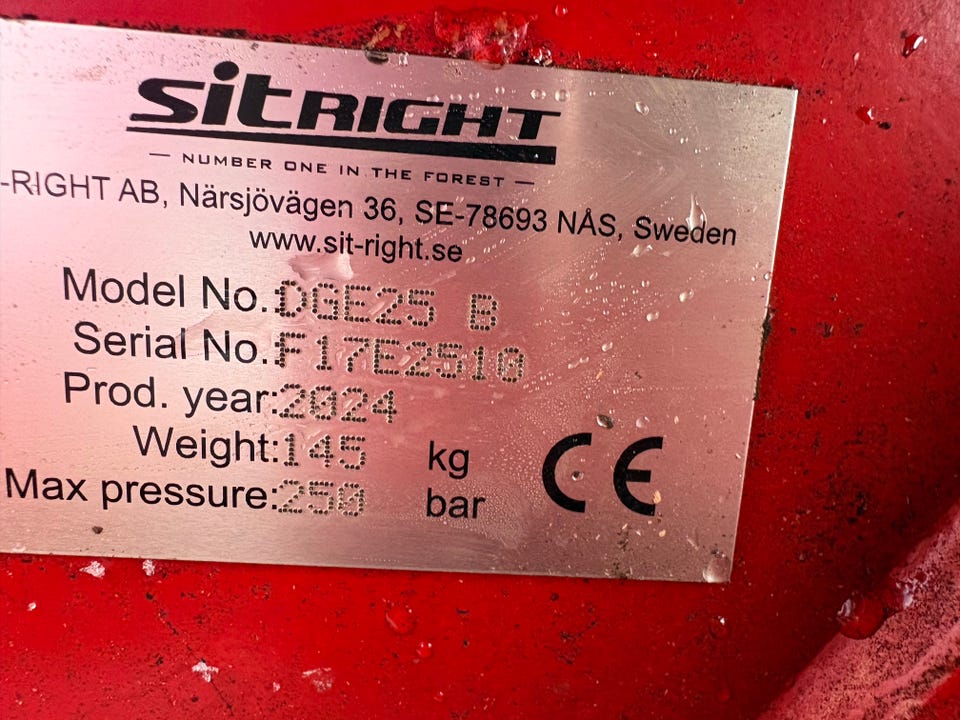 sitRIGHT
— NUMBER ONE IN THE FOREST —
-RIGHT AB, Närsjövägen 36, SE-78693 NÅS, Sweden
www.sit-right.se
Model No.:DGE25 B
Serial No.:F17E2510
Prod. year:2024
Weight:145 kg
Max pressure:250 bar
CE